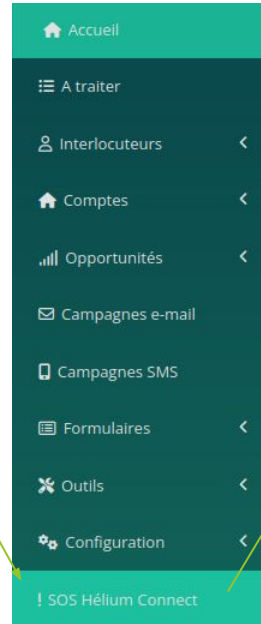 Accueil
A traiter
Interlocuteurs
Comptes
Opportunités
Campagnes e-mail
Campagnes SMS
Formulaires
Outils
Configuration
! SOS Hélium Connect